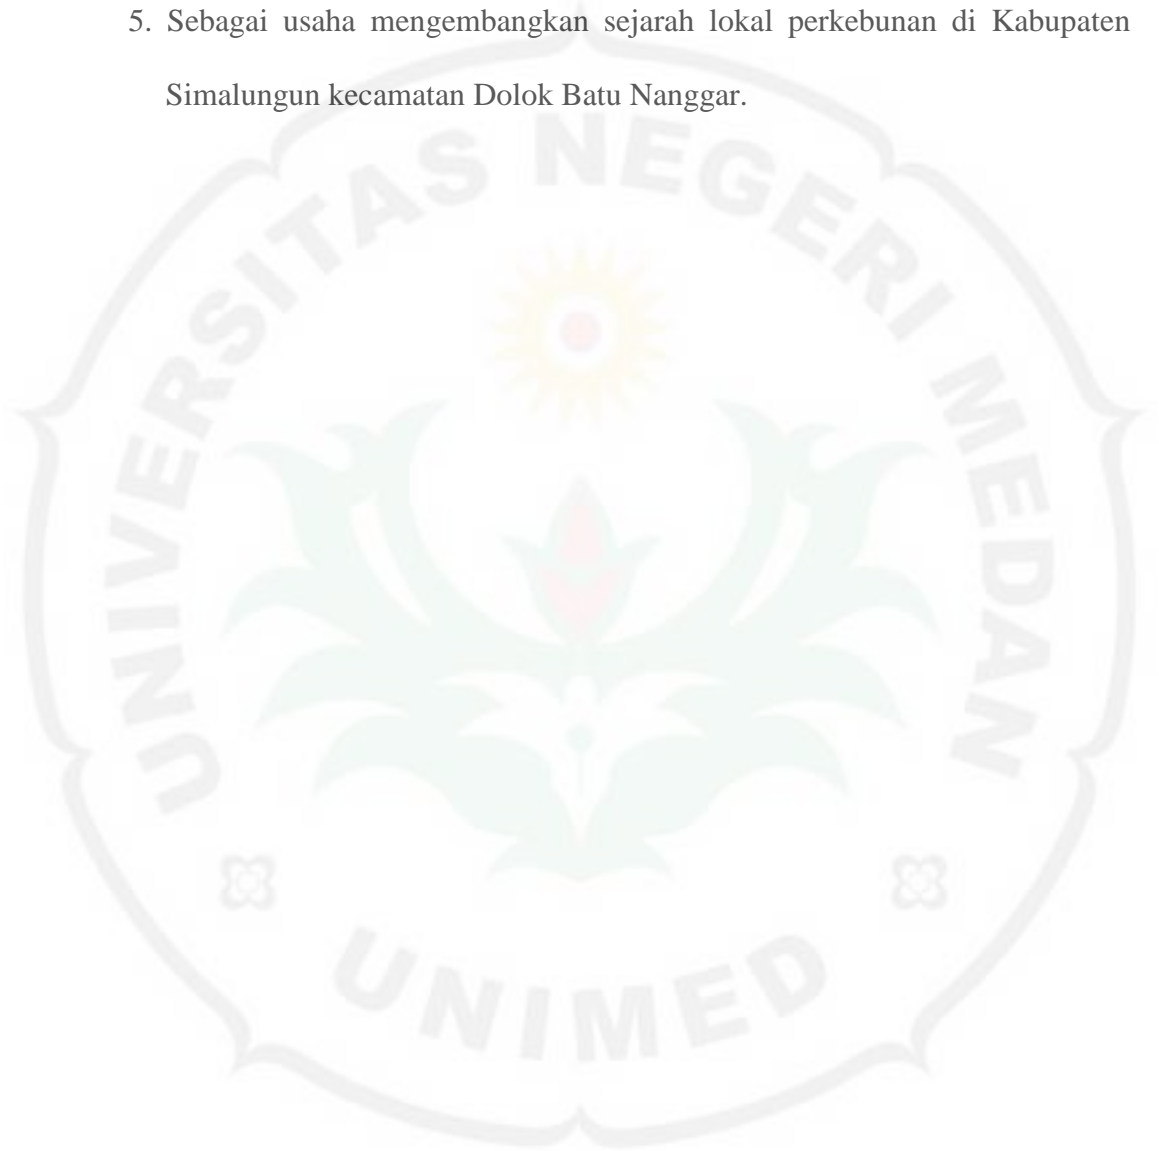 5. Sebagai usaha mengembangkan sejarah lokal perkebunan di Kabupaten
Simalungun kecamatan Dolok Batu Nanggar.
UNIVERSITAS NEGERI MEDAN
UNIMED